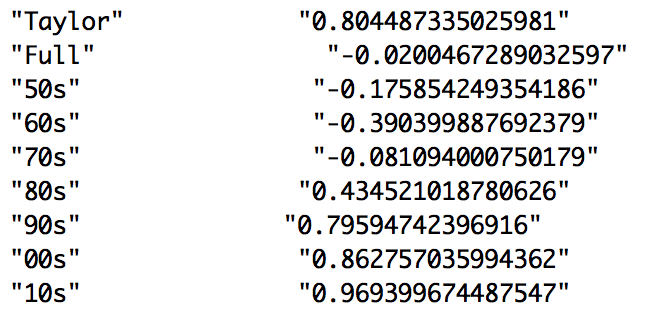 "Taylor" "0.804487335025981"
"Full" "-0.0200467289032597"
"50s" "-0.175854249354186"
"60s" "-0.390399887692379"
"70s" "-0.081094000750179"
"80s" "0.434521018780626"
"90s" "0.79594742396916"
"00s" "0.862757035994362"
"10s" "0.969399674487547"